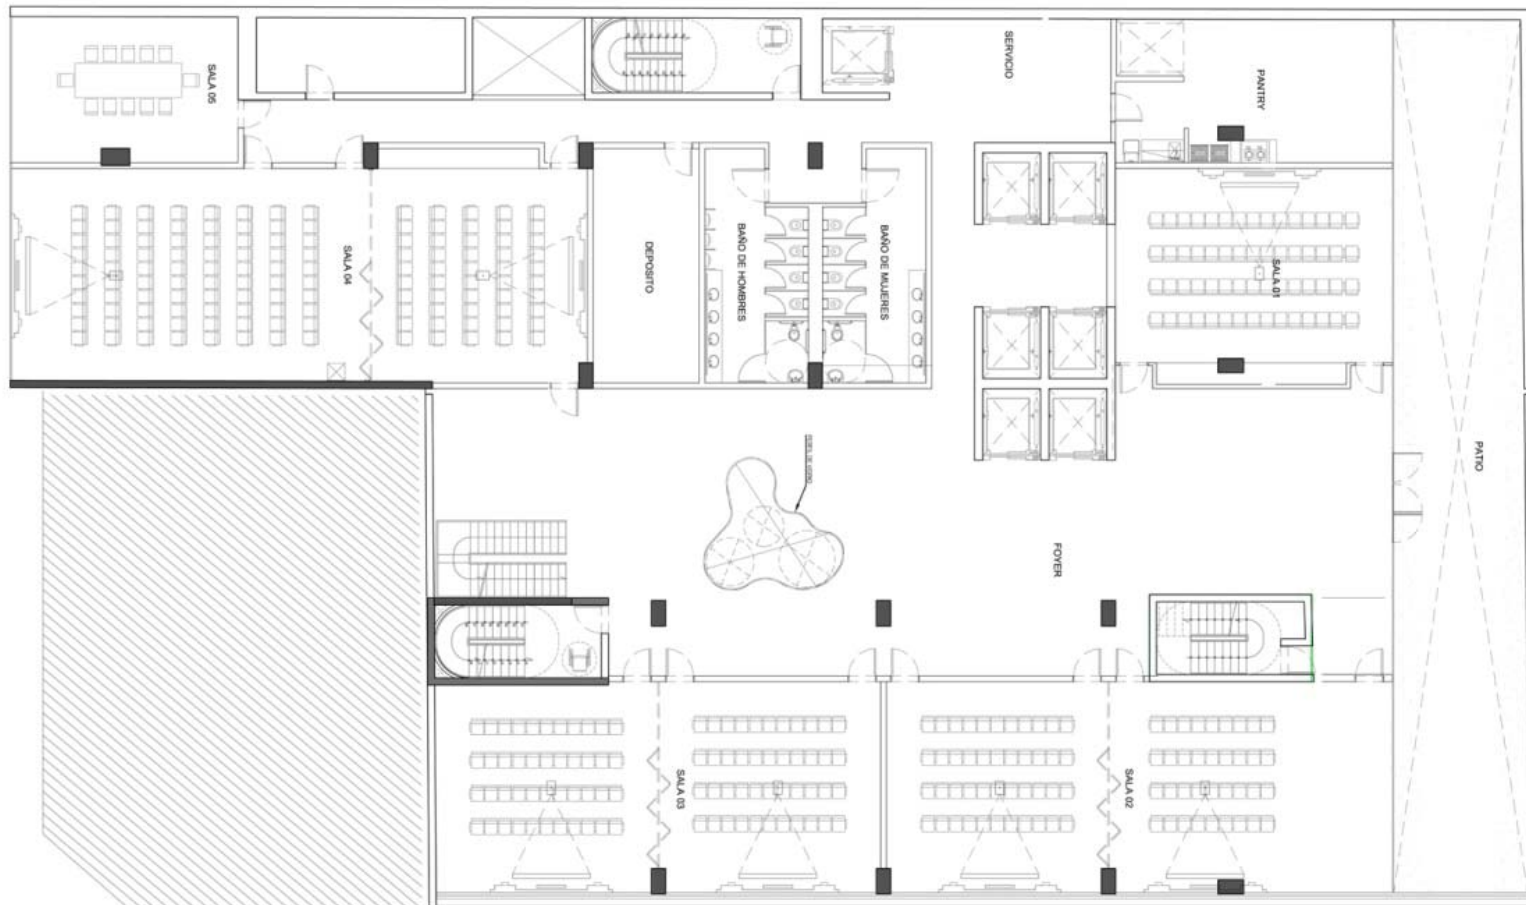 SALA 05
SERVICIO
PANTRY
SALA 04
DEPOSITO
BAÑO DE HOMBRES
BAÑO DE MUJERES
SALA 01
PATIO
FOYER
SALA 03
SALA 02